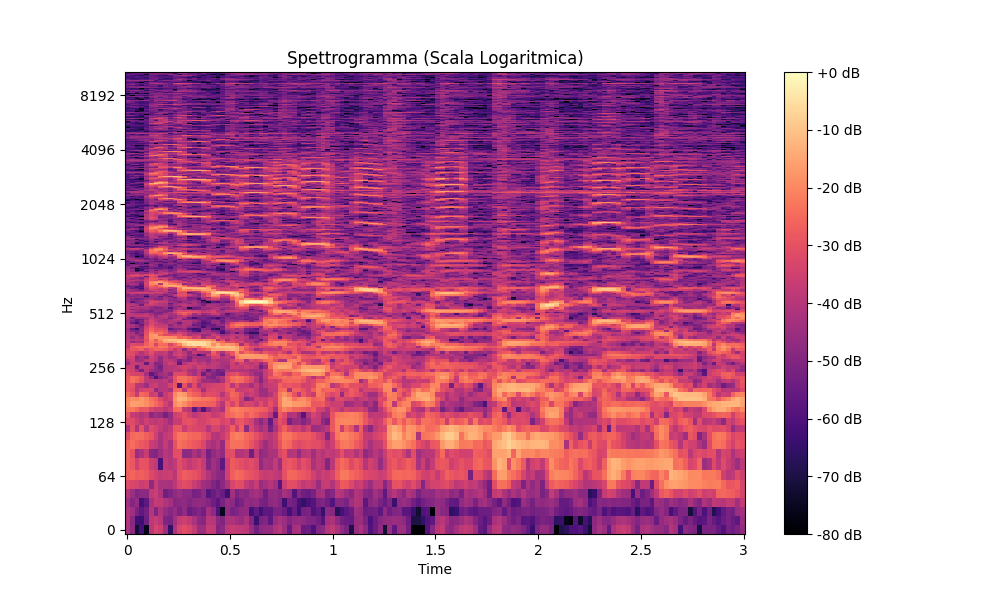 Spettrogramma (Scala Logaritmica)
8192
4096
2048
1024
512
256
128
64
0
Hz
0
0.5
1
1.5
2
2.5
3
Time
+0 dB
-10 dB
-20 dB
-30 dB
-40 dB
-50 dB
-60 dB
-70 dB
-80 dB